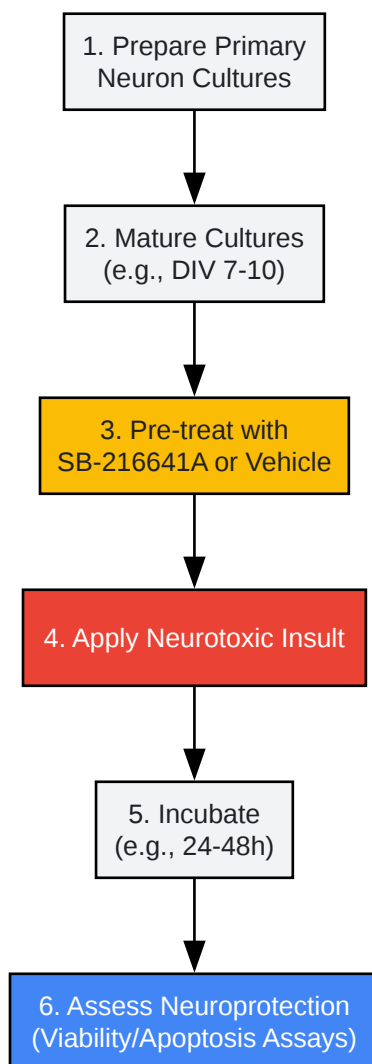 1. Prepare Primary
Neuron Cultures
2. Mature Cultures
(e.g., DIV 7-10)
3. Pre-treat with
SB-216641A or Vehicle
4. Apply Neurotoxic Insult
5. Incubate
(e.g., 24-48h)
6. Assess Neuroprotection
(Viability/Apoptosis Assays)